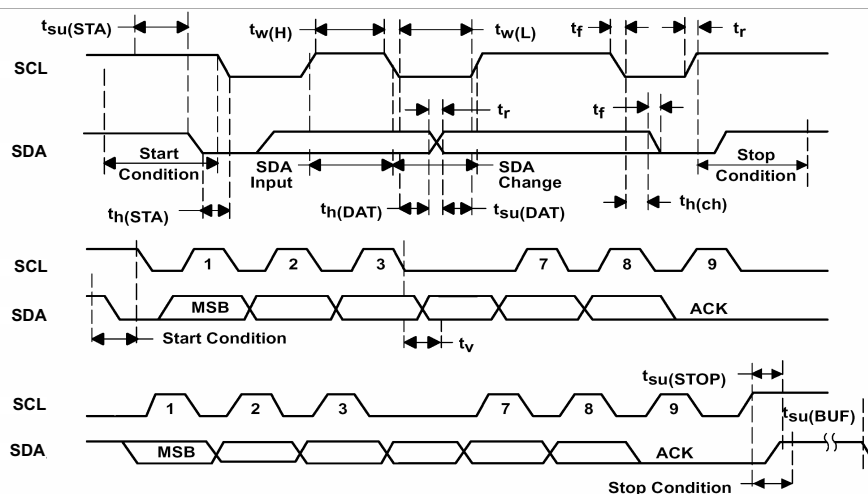 tsu(STA) tw(H) tw(L) tf tr
SCL
tr tf
SDA
Start Condition SDA Input SDA Change Stop Condition
th(STA) th(DAT) tsu(DAT) th(ch)
SCL 1 2 3 7 8 9
SDA MSB ACK
Start Condition tv
tsu(STOP)
SCL 1 2 3 7 8 9
tsu(BUF)
SDA MSB ACK
Stop Condition